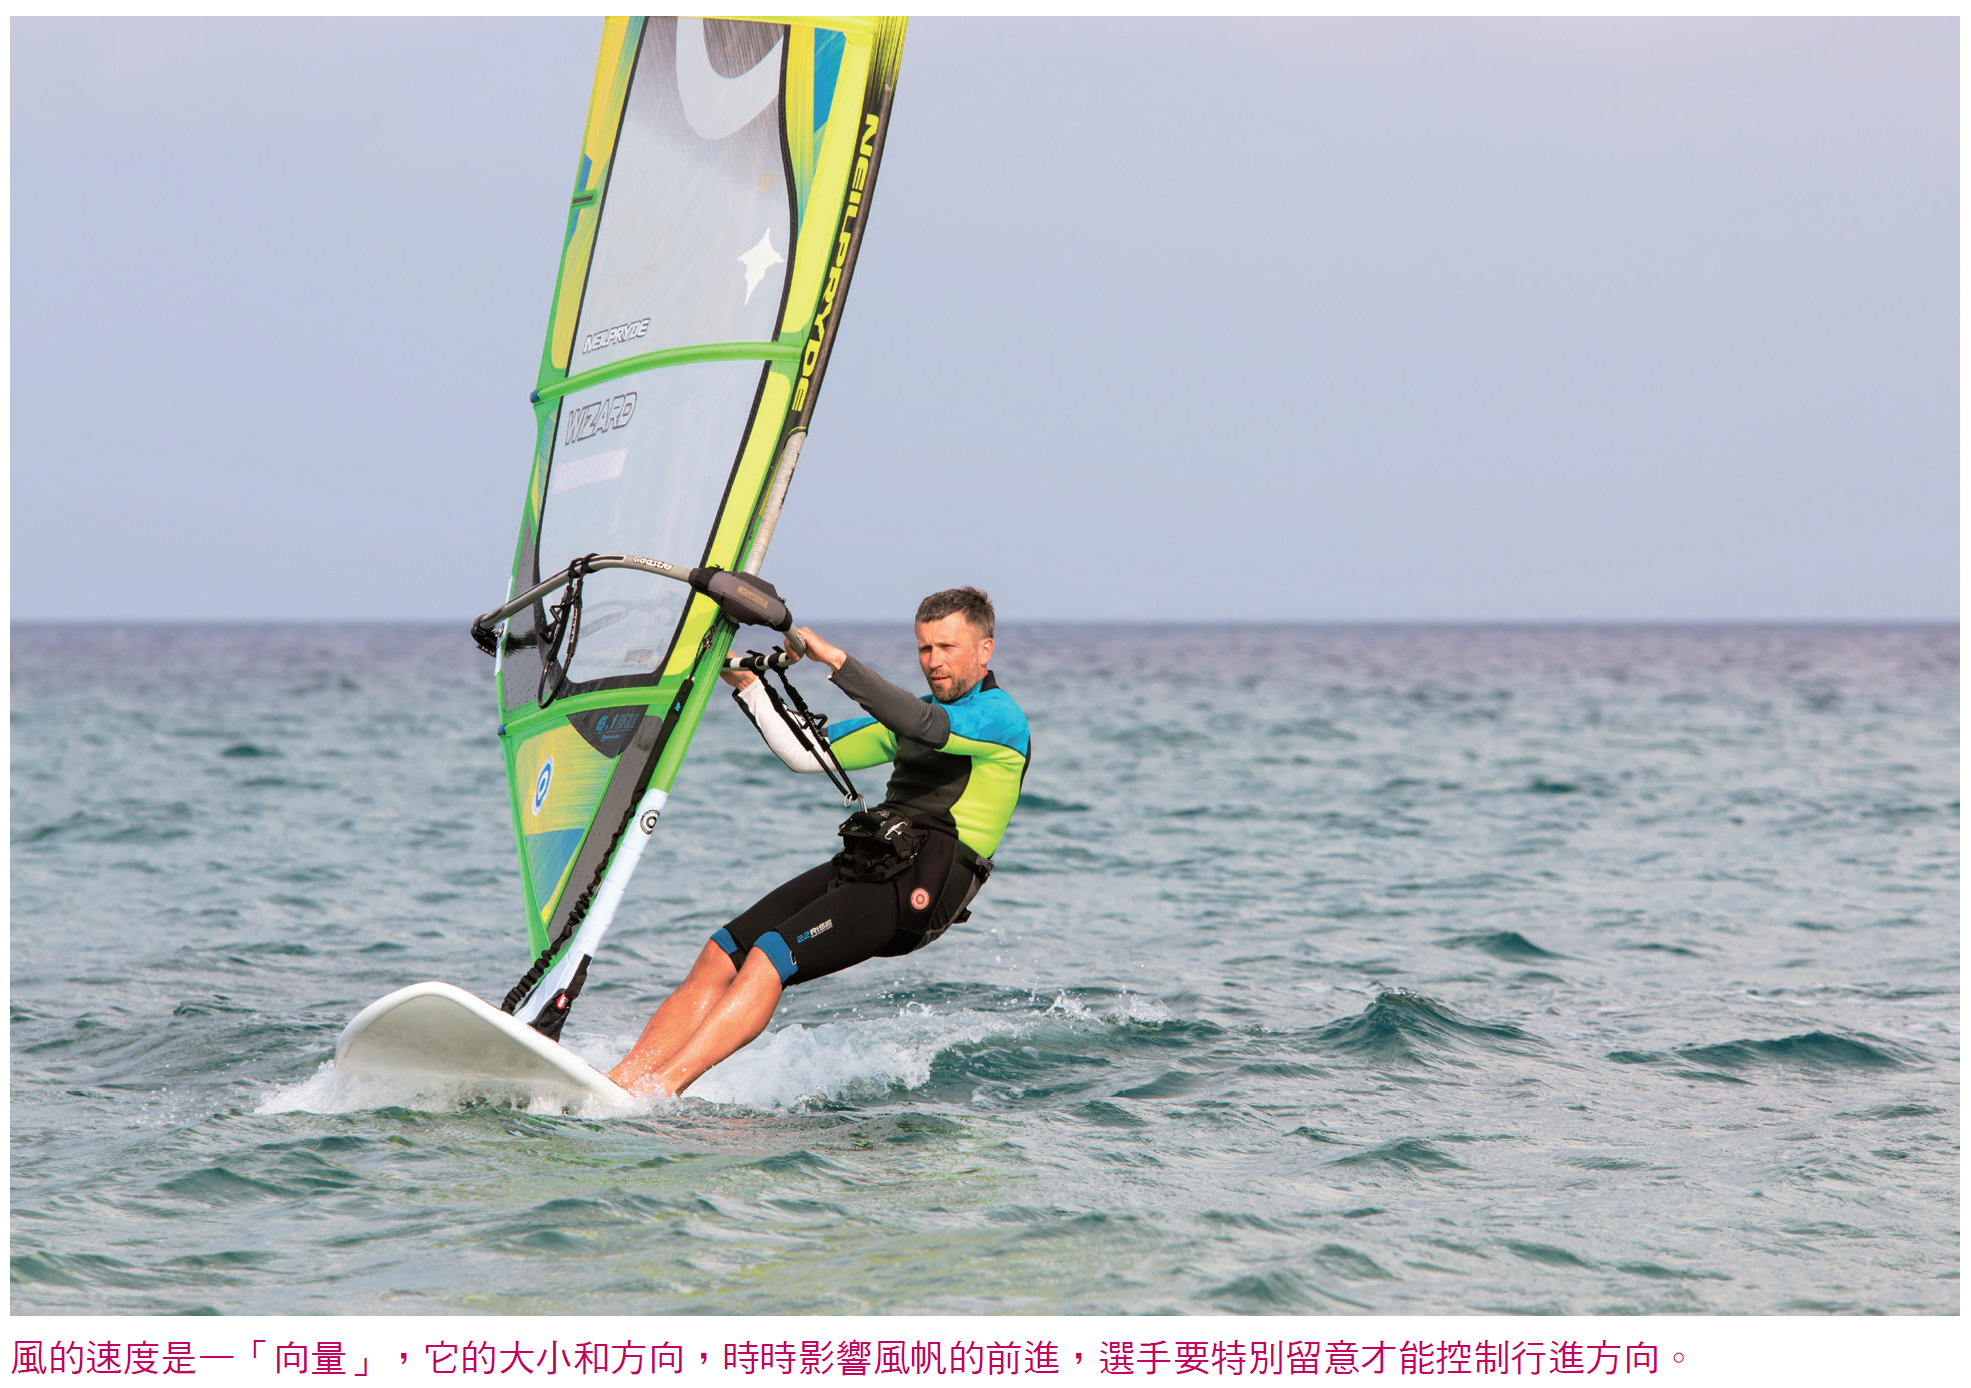 NEILPRYDE
NEILPRYDE
WIZARD
22RISE
風的速度是一「向量」，它的大小和方向，時時影響風帆的前進，選手要特別留意才能控制行進方向。